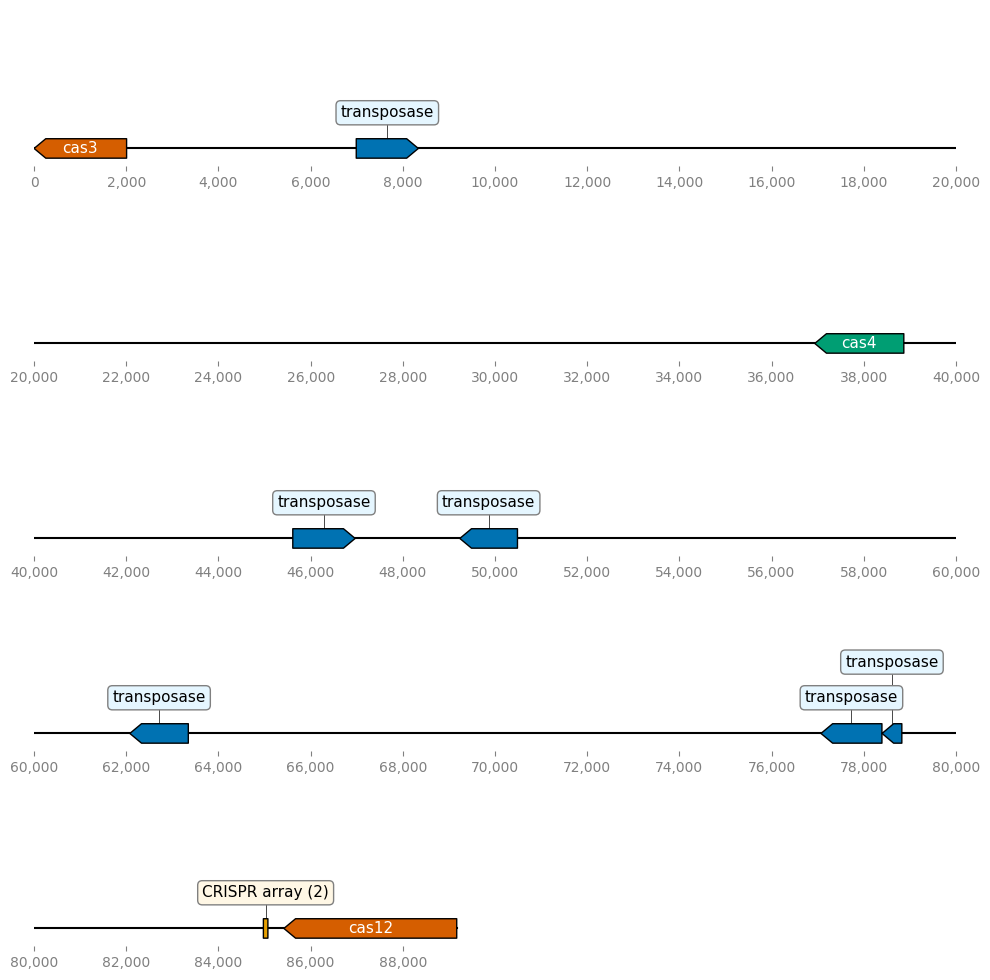 transposase
cas3
0 2,000 4,000 6,000 8,000 10,000 12,000 14,000 16,000 18,000 20,000
cas4
20,000 22,000 24,000 26,000 28,000 30,000 32,000 34,000 36,000 38,000 40,000
transposase transposase
40,000 42,000 44,000 46,000 48,000 50,000 52,000 54,000 56,000 58,000 60,000
transposase
transposase transposase
60,000 62,000 64,000 66,000 68,000 70,000 72,000 74,000 76,000 78,000 80,000
CRISPR array (2)
cas12
80,000 82,000 84,000 86,000 88,000